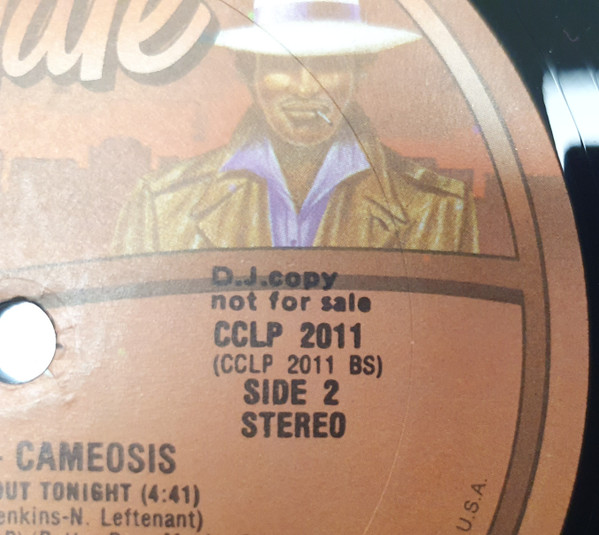 D.J.copy
not for sale
CCLP 2011
(CCLP 2011 BS)
SIDE 2
STEREO
- CAMEOSIS
OUT TONIGHT (4:41)
enkins-N. Leftenant)
U.S.A.